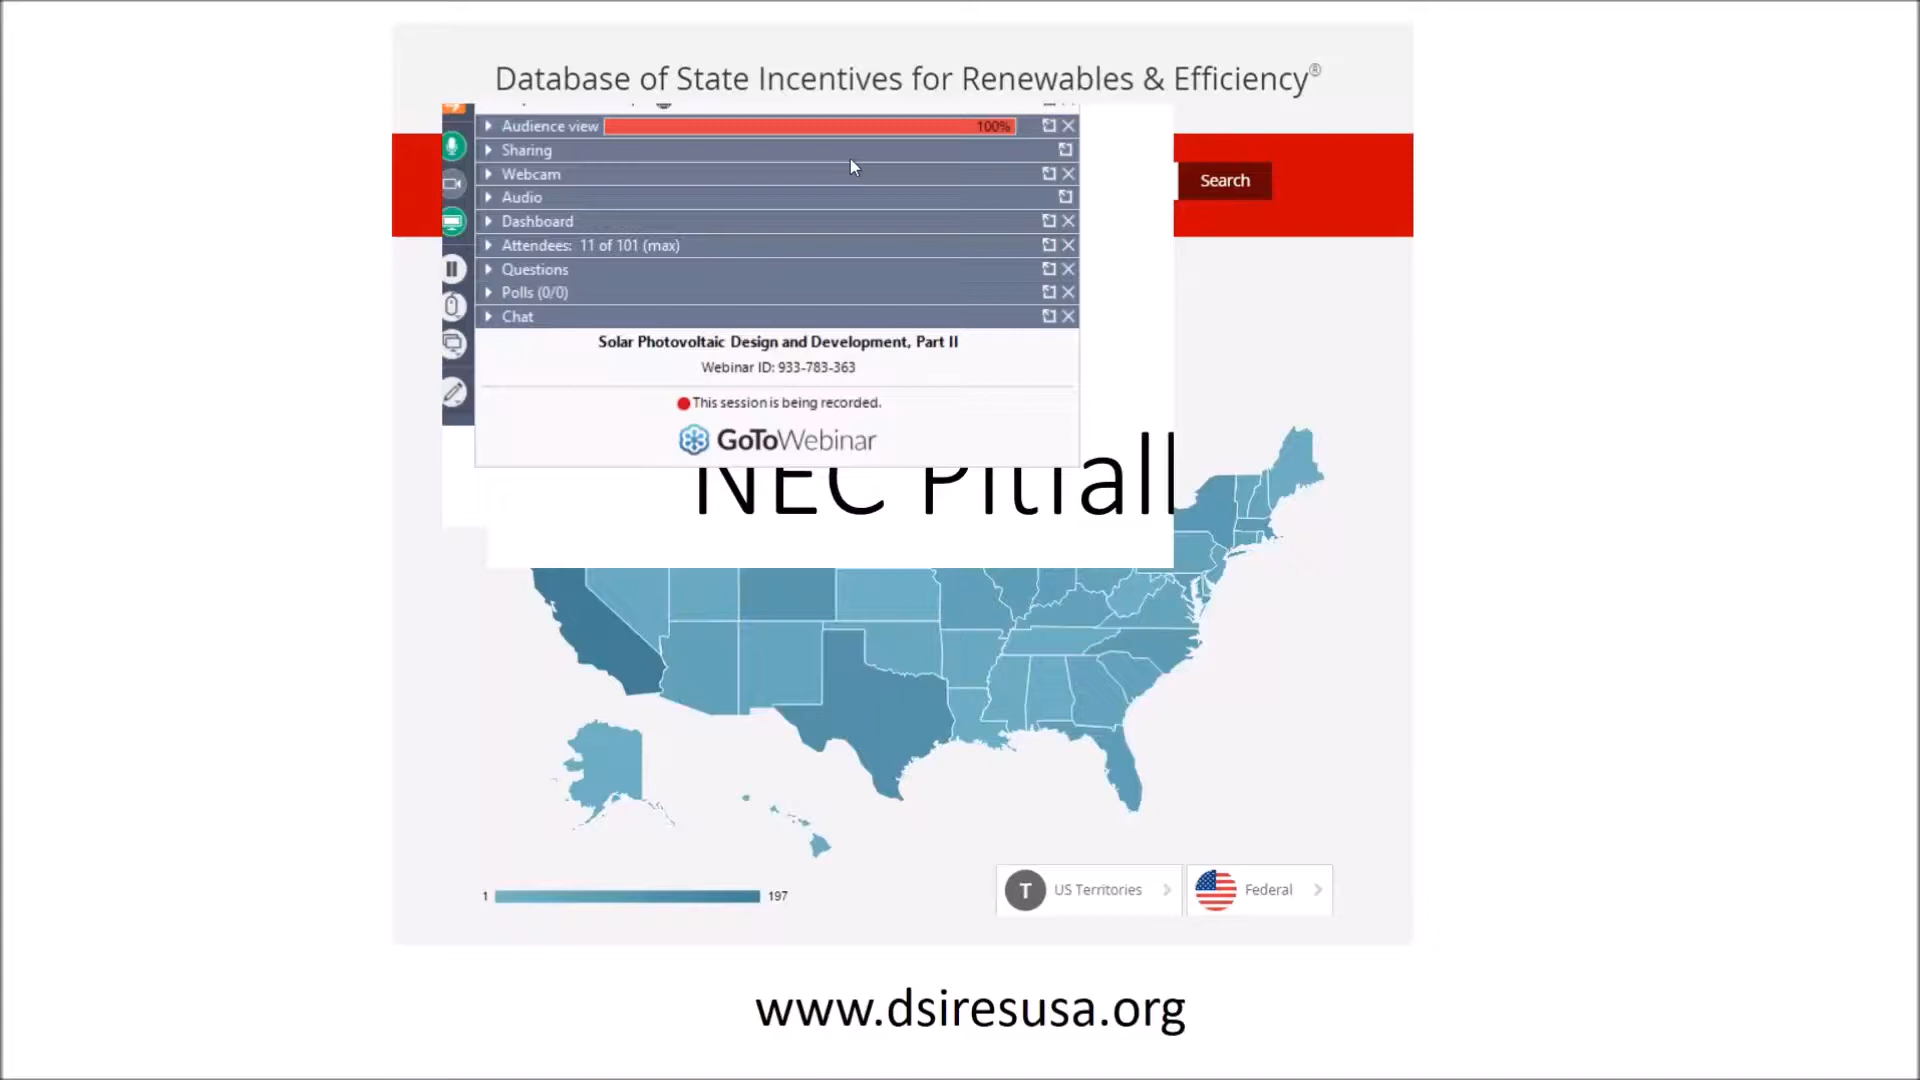 Database of State Incentives for Renewables & Efficiency®
Audience view 100%
Sharing
Webcam
Search
Audio
Dashboard
Attendees: 11 of 101 (max)
Questions
Polls (0/0)
Chat
Solar Photovoltaic Design and Development, Part II
Webinar ID: 933-783-363
This session is being recorded.
GoToWebinar
NEC Pitfall
1 197
T US Territories Federal
www.dsiresusa.org